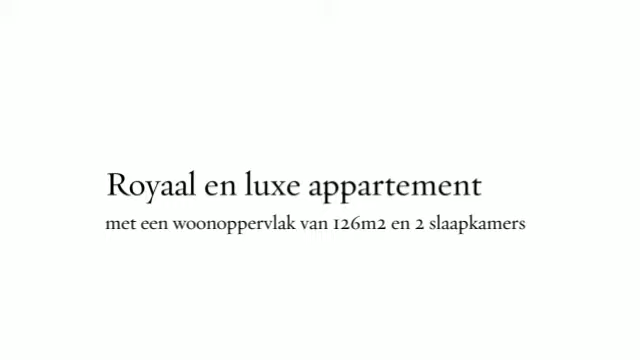 Royaal en luxe appartement
met een woonoppervlak van 126m2 en 2 slaapkamers